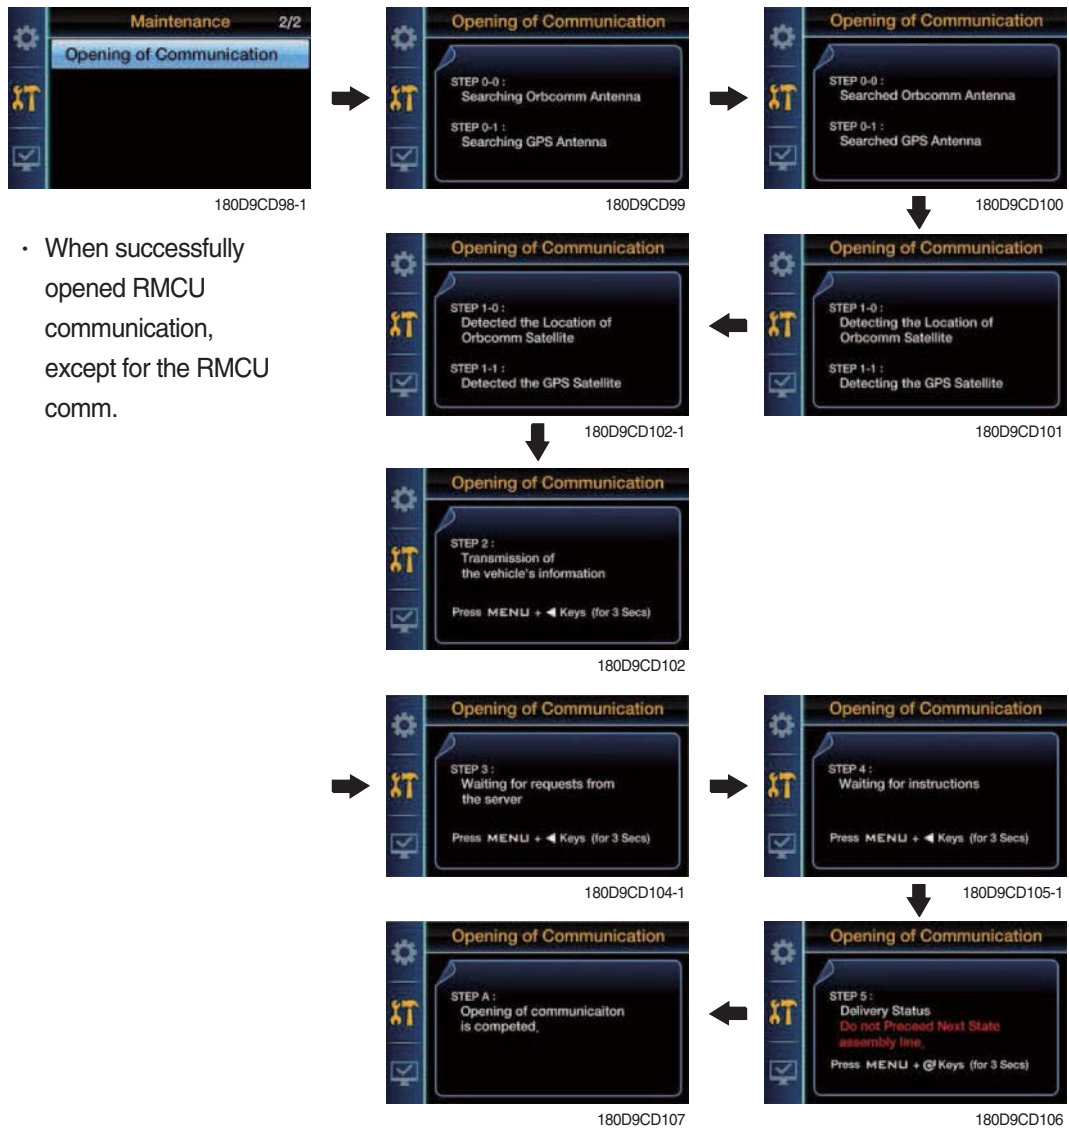 Maintenance 2/2
Opening of Communication
180D9CD98-1
Opening of Communication
STEP 0-0 :
Searching Orbcomm Antenna
STEP 0-1 :
Searching GPS Antenna
180D9CD99
Opening of Communication
STEP 0-0 :
Searched Orbcomm Antenna
STEP 0-1 :
Searched GPS Antenna
180D9CD100
· When successfully
opened RMCU
communication,
except for the RMCU
comm.
Opening of Communication
STEP 1-0 :
Detected the Location of
Orbcomm Satellite
STEP 1-1 :
Detected the GPS Satellite
180D9CD102-1
Opening of Communication
STEP 1-0 :
Detecting the Location of
Orbcomm Satellite
STEP 1-1 :
Detecting the GPS Satellite
180D9CD101
Opening of Communication
STEP 2 :
Transmission of
the vehicle's information
Press MENU + ◀ Keys (for 3 Secs)
180D9CD102
Opening of Communication
STEP 3 :
Waiting for requests from
the server
Press MENU + ◀ Keys (for 3 Secs)
180D9CD104-1
Opening of Communication
STEP 4 :
Waiting for instructions
Press MENU + ◀ Keys (for 3 Secs)
180D9CD105-1
Opening of Communication
STEP A :
Opening of communicaiton
is competed.
180D9CD107
Opening of Communication
STEP 5 :
Delivery Status
Do not Preceed Next State
assembly line.
Press MENU + Keys (for 3 Secs)
180D9CD106